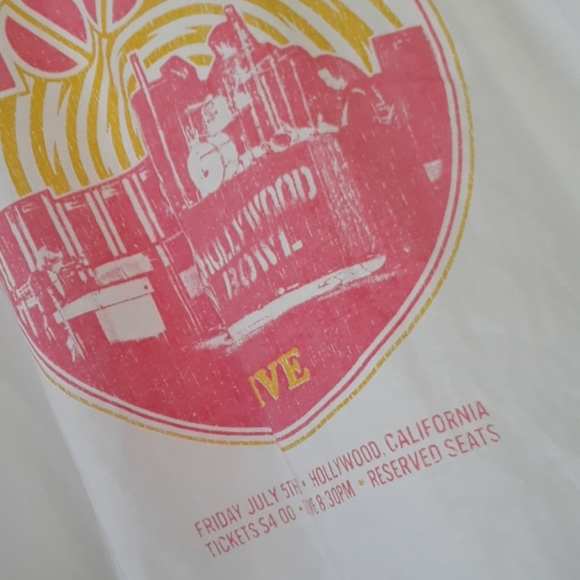 HOLLYWOOD
BOWL
IVE
FRIDAY JULY 5TH • HOLLYWOOD, CALIFORNIA
TICKETS $4.00 • 8:30PM • RESERVED SEATS